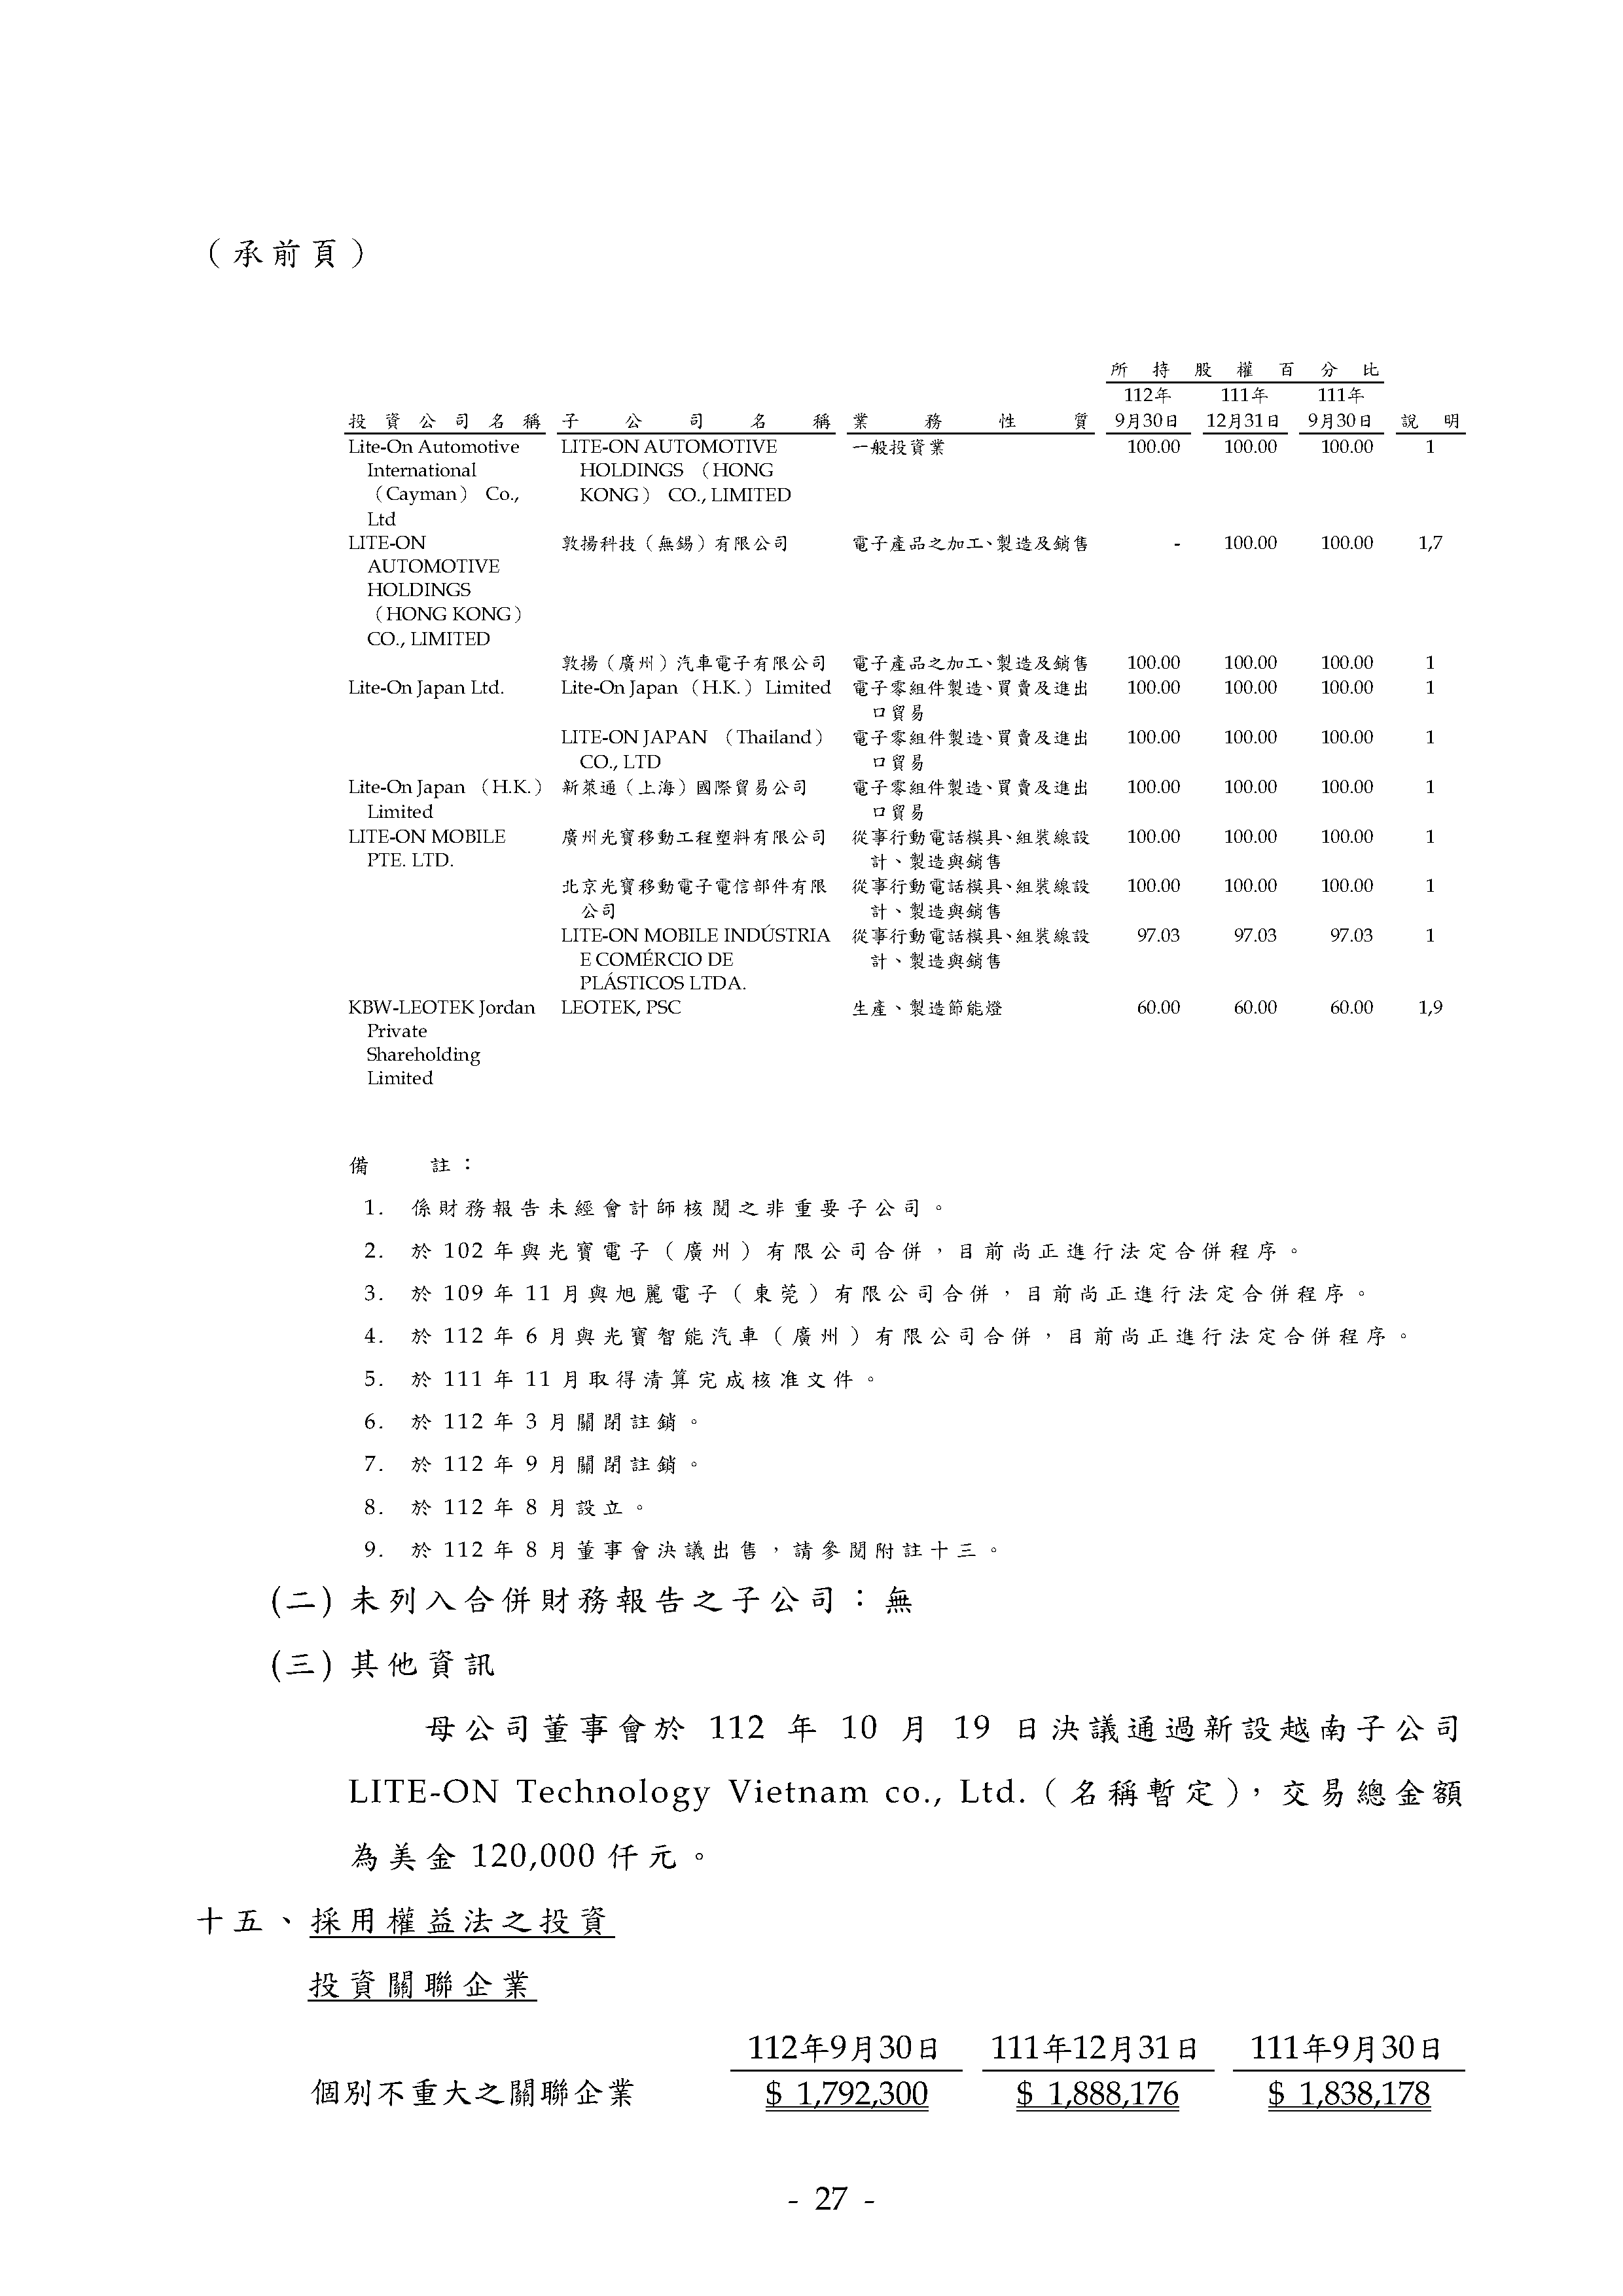 （承前頁）
所持股權百分比
112年 111年 111年
投資公司名稱 子公司名稱 業務性質 9月30日 12月31日 9月30日 說明
Lite-On Automotive LITE-ON AUTOMOTIVE 一般投資業 100.00 100.00 100.00 1
International HOLDINGS （HONG
（Cayman） Co., KONG） CO., LIMITED
Ltd
LITE-ON 敦揚科技（無錫）有限公司 電子產品之加工、製造及銷售 - 100.00 100.00 1,7
AUTOMOTIVE
HOLDINGS
（HONG KONG）
CO., LIMITED
敦揚（廣州）汽車電子有限公司 電子產品之加工、製造及銷售 100.00 100.00 100.00 1
Lite-On Japan Ltd. Lite-On Japan （H.K.） Limited 電子零組件製造、買賣及進出 100.00 100.00 100.00 1
口貿易
LITE-ON JAPAN （Thailand） 電子零組件製造、買賣及進出 100.00 100.00 100.00 1
CO., LTD 口貿易
Lite-On Japan （H.K.） 新萊通（上海）國際貿易公司 電子零組件製造、買賣及進出 100.00 100.00 100.00 1
Limited 口貿易
LITE-ON MOBILE 廣州光寶移動工程塑料有限公司 從事行動電話模具、組裝線設 100.00 100.00 100.00 1
PTE. LTD. 計、製造與銷售
北京光寶移動電子電信部件有限 從事行動電話模具、組裝線設 100.00 100.00 100.00 1
公司 計、製造與銷售
LITE-ON MOBILE INDÚSTRIA 從事行動電話模具、組裝線設 97.03 97.03 97.03 1
E COMÉRCIO DE 計、製造與銷售
PLÁSTICOS LTDA.
KBW-LEOTEK Jordan LEOTEK, PSC 生產、製造節能燈 60.00 60.00 60.00 1,9
Private
Shareholding
Limited
備註：
1. 係財務報告未經會計師核閱之非重要子公司。
2. 於 102 年與光寶電子（廣州）有限公司合併，目前尚正進行法定合併程序。
3. 於 109 年 11 月與旭麗電子（東莞）有限公司合併，目前尚正進行法定合併程序。
4. 於 112 年 6 月與光寶智能汽車（廣州）有限公司合併，目前尚正進行法定合併程序。
5. 於 111 年 11 月取得清算完成核准文件。
6. 於 112 年 3 月關閉註銷。
7. 於 112 年 9 月關閉註銷。
8. 於 112 年 8 月設立。
9. 於 112 年 8 月董事會決議出售，請參閱附註十三。
(二) 未列入合併財務報告之子公司：無
(三) 其他資訊
母公司董事會於 112 年 10 月 19 日決議通過新設越南子公司
LITE-ON Technology Vietnam co., Ltd.（名稱暫定），交易總金額
為美金 120,000 仟元。
十五、採用權益法之投資
投資關聯企業
112年9月30日 111年12月31日 111年9月30日
個別不重大之關聯企業 $ 1,792,300 $ 1,888,176 $ 1,838,178
- 27 -